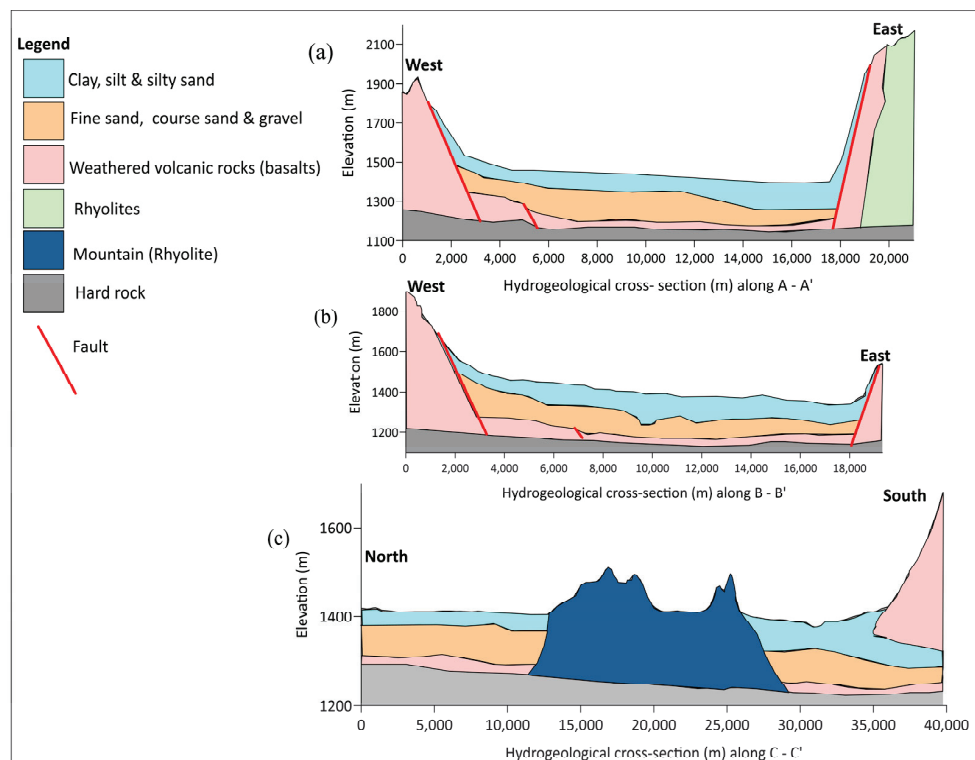 Legend
Clay, silt & silty sand
Fine sand, course sand & gravel
Weathered volcanic rocks (basalts)
Rhyolites
Mountain (Rhyolite)
Hard rock
Fault
(a)
West
East
Elevation (m)
2100
1900
1700
1500
1300
1100
0
2,000
4,000
6,000
8,000
10,000
12,000
14,000
16,000
18,000
20,000
Hydrogeological cross- section (m) along A - A'
(b)
West
East
Elevation (m)
1800
1600
1400
1200
0
2,000
4,000
6,000
8,000
10,000
12,000
14,000
16,000
18,000
Hydrogeological cross-section (m) along B - B'
(c)
North
South
Elevation (m)
1600
1400
1200
0
5,000
10,000
15,000
20,000
25,000
30,000
35,000
40,000
Hydrogeological cross-section (m) along C - C'